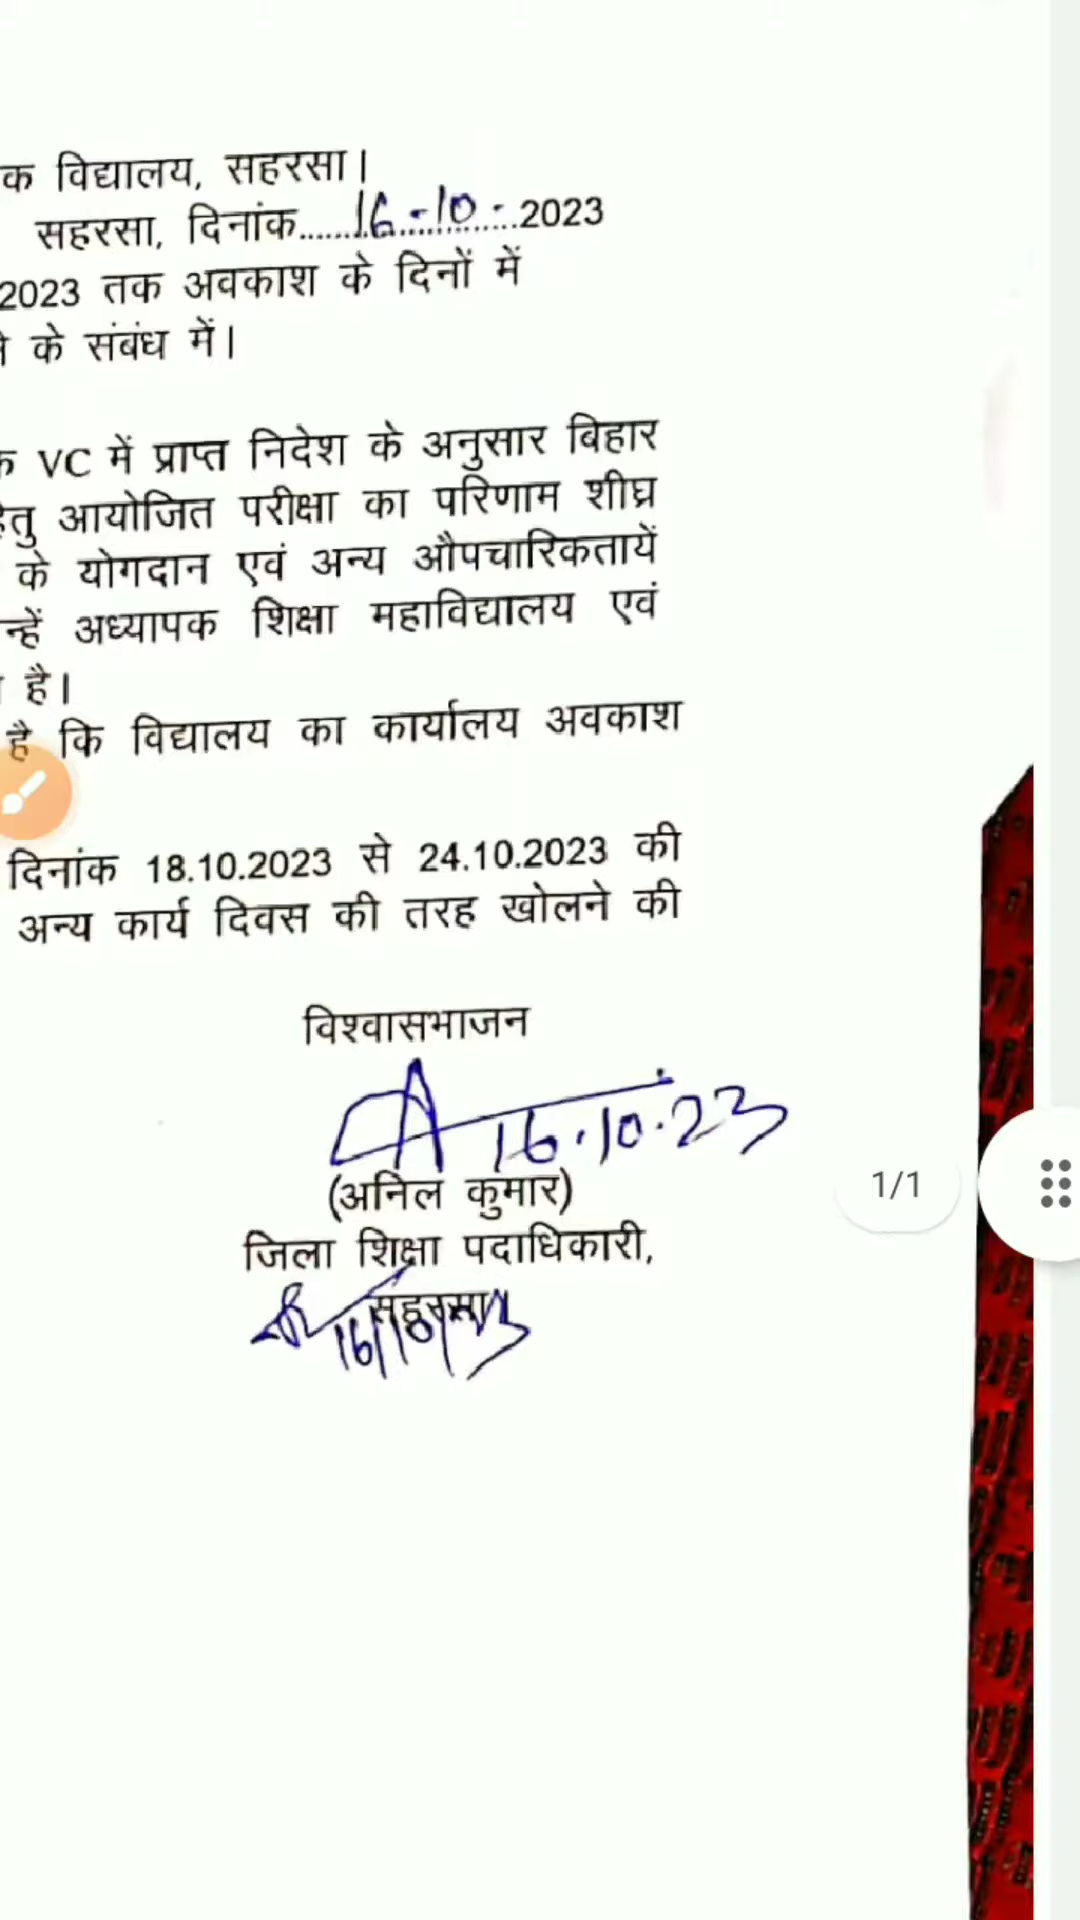 क विद्यालय, सहरसा।
सहरसा, दिनांक.......16-10-....2023
2023 तक अवकाश के दिनों में
के संबंध में।
VC में प्राप्त निदेश के अनुसार बिहार
हेतु आयोजित परीक्षा का परिणाम शीघ्र
के योगदान एवं अन्य औपचारिकतायें
न्हें अध्यापक शिक्षा महाविद्यालय एवं
है।
है कि विद्यालय का कार्यालय अवकाश
दिनांक 18.10.2023 से 24.10.2023 की
अन्य कार्य दिवस की तरह खोलने की
विश्वासभाजन
16.10.23
(अनिल कुमार)
1/1
जिला शिक्षा पदाधिकारी,
सहरसा
16/10/23